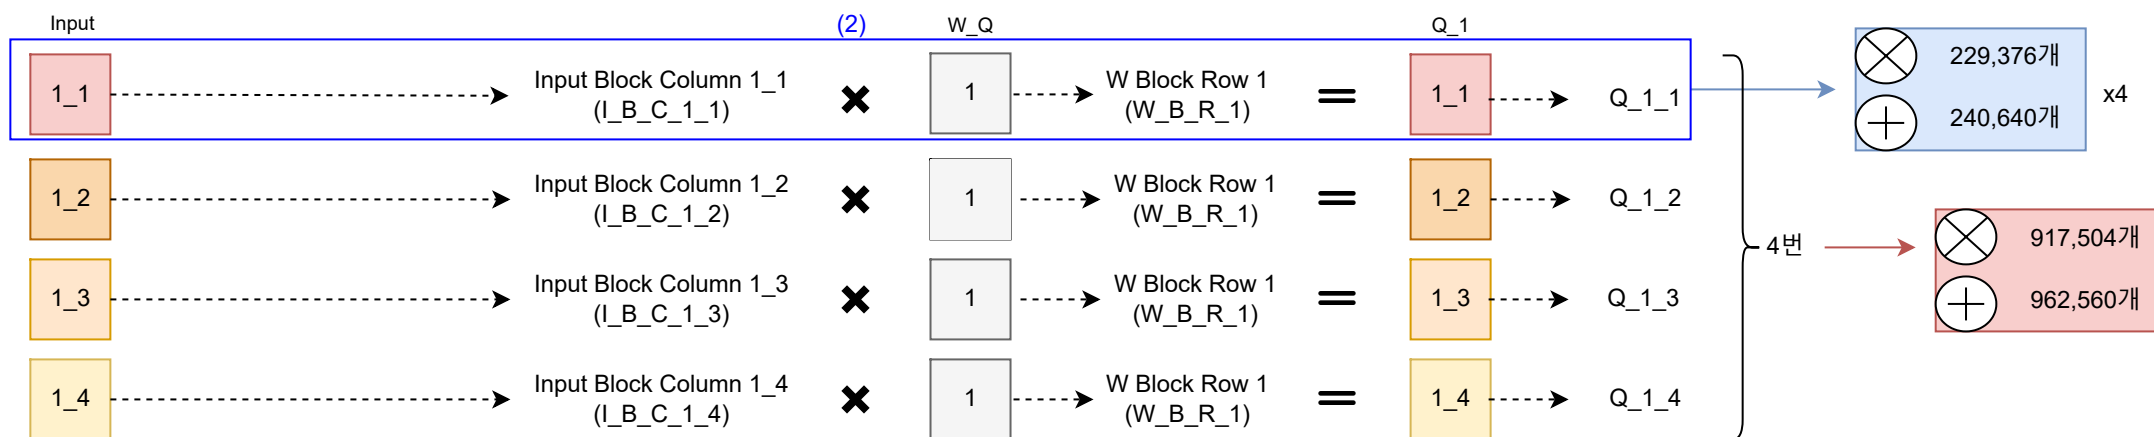 Input
(2)
W_Q
Q_1
1_1
Input Block Column 1_1
(I_B_C_1_1)
1
W Block Row 1
(W_B_R_1)
1_1
Q_1_1
229,376개
240,640개
x4
1_2
Input Block Column 1_2
(I_B_C_1_2)
1
W Block Row 1
(W_B_R_1)
1_2
Q_1_2
4번
917,504개
962,560개
1_3
Input Block Column 1_3
(I_B_C_1_3)
1
W Block Row 1
(W_B_R_1)
1_3
Q_1_3
1_4
Input Block Column 1_4
(I_B_C_1_4)
1
W Block Row 1
(W_B_R_1)
1_4
Q_1_4